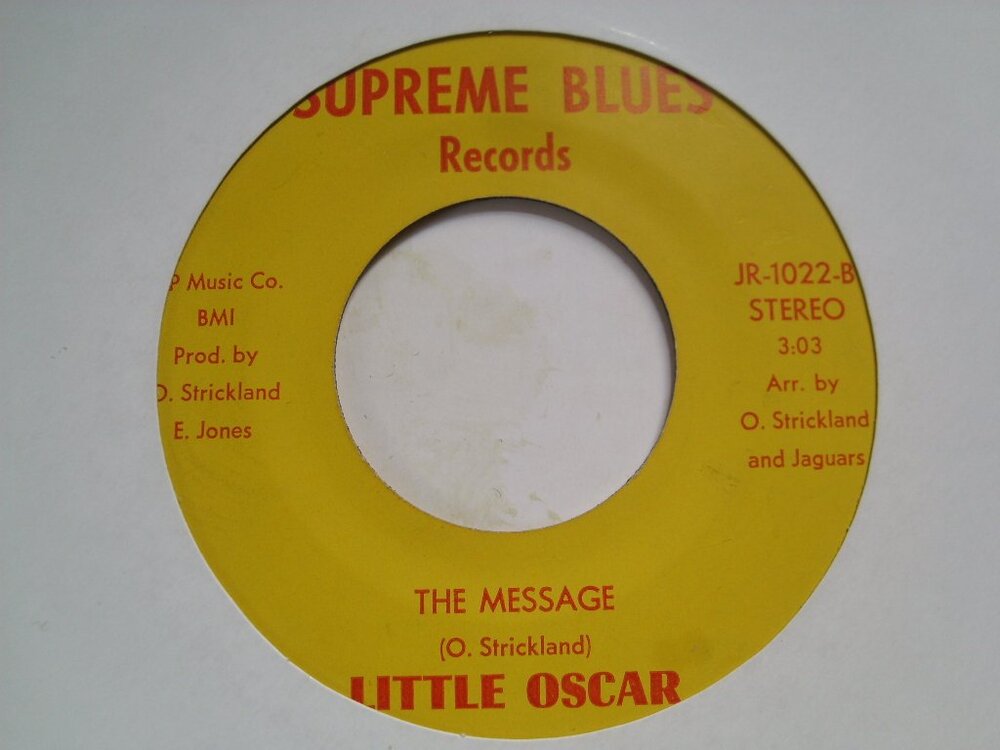 SUPREME BLUES
Records
P Music Co.
BMI
Prod. by
O. Strickland
E. Jones
JR-1022-B
STEREO
3:03
Arr. by
O. Strickland
and Jaguars
THE MESSAGE
(O. Strickland)
LITTLE OSCAR